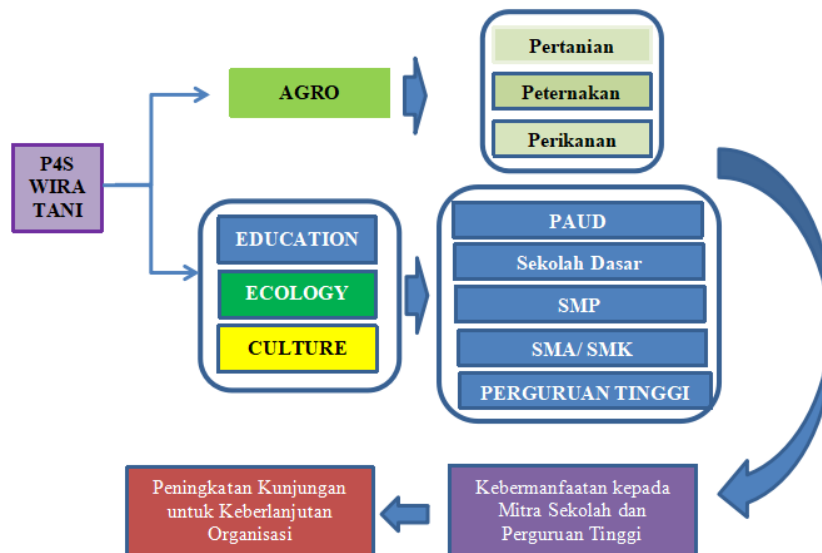 P4S
WIRA
TANI
AGRO
Pertanian
Peternakan
Perikanan
EDUCATION
ECOLOGY
CULTURE
PAUD
Sekolah Dasar
SMP
SMA/ SMK
PERGURUAN TINGGI
Peningkatan Kunjungan
untuk Keberlanjutan
Organisasi
Kebermanfaatan kepada
Mitra Sekolah dan
Perguruan Tinggi